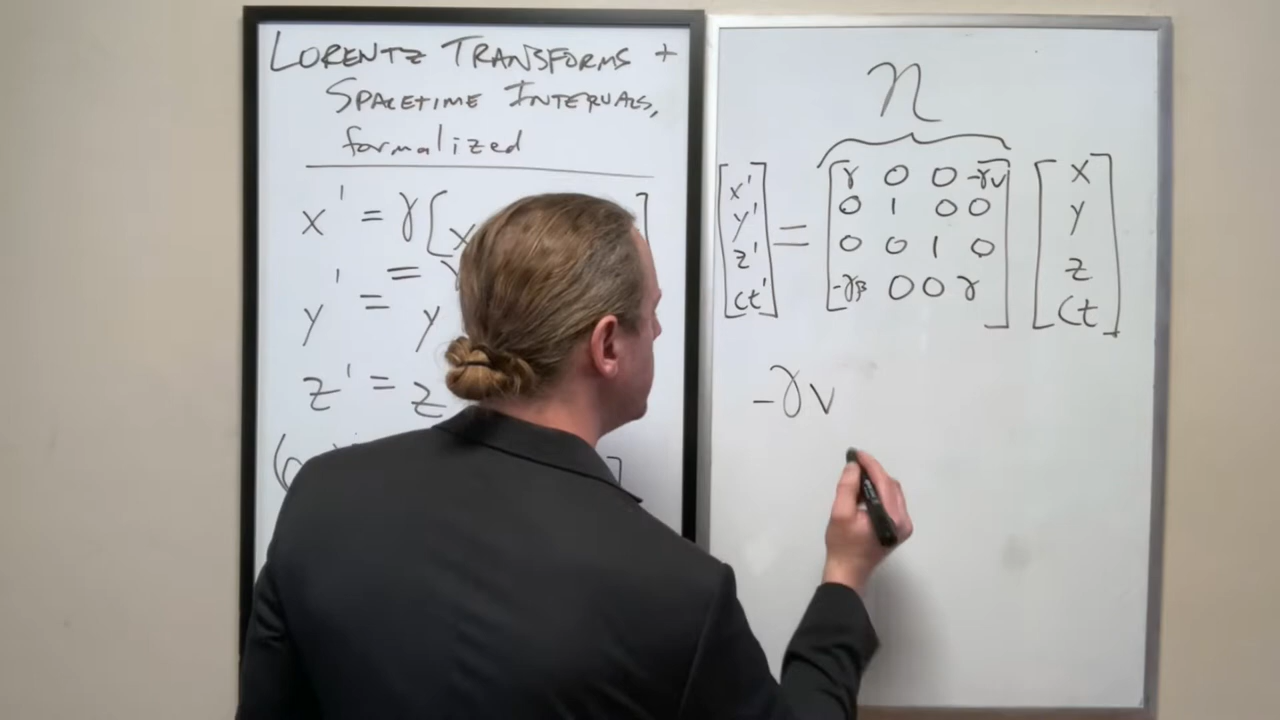 LORENTZ TRANSFORMS +
SPACETIME INTERVALS,
formalized
x' = γ[x ]
' = γ
y' = y
z' = z
(ct ]
η
[x' y' z' ct'] = [γ 0 0 -γv
0 1 0 0
0 0 1 0
-γβ 0 0 γ] [x y z ct]
-γv